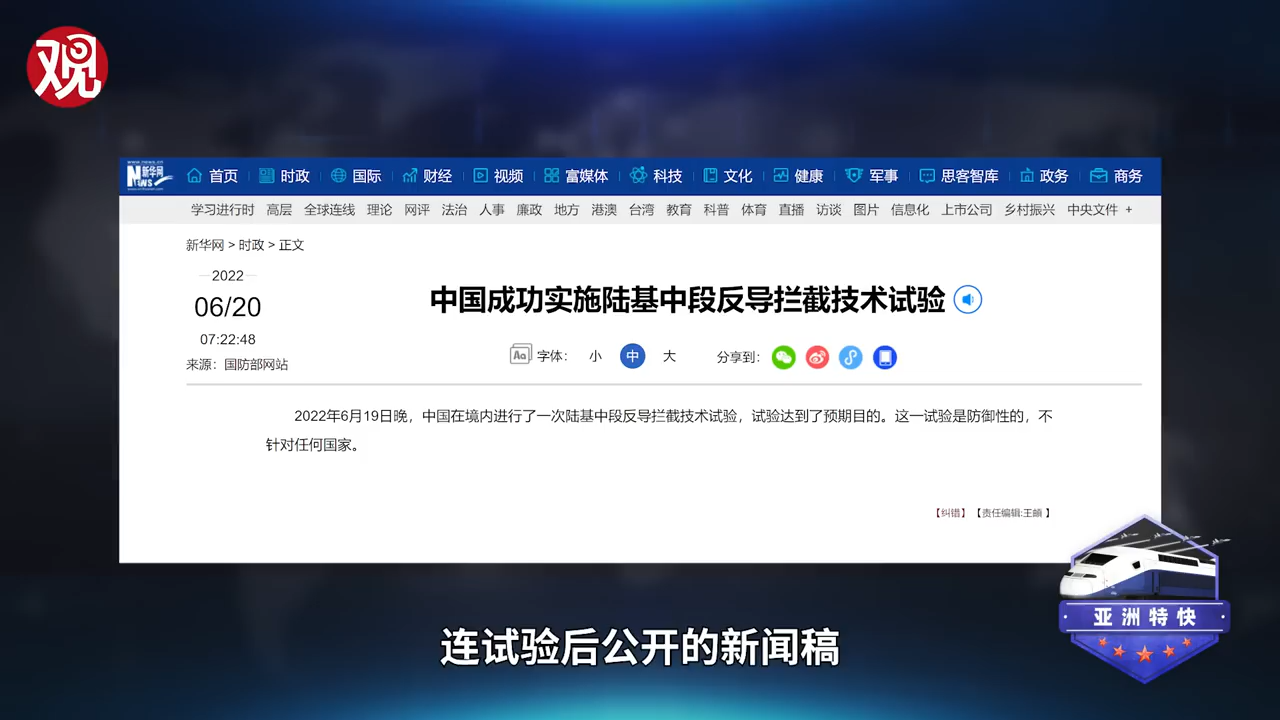 观
www.news.cn
新华网
NEWS
首页 时政 国际 财经 视频 富媒体 科技 文化 健康 军事 思客智库 政务 商务
学习进行时 高层 全球连线 理论 网评 法治 人事 廉政 地方 港澳 台湾 教育 科普 体育 直播 访谈 图片 信息化 上市公司 乡村振兴 中央文件 +
新华网 > 时政 > 正文
2022
06/20
07:22:48
来源：国防部网站
中国成功实施陆基中段反导拦截技术试验
Aa 字体： 小 中 大 分享到：
2022年6月19日晚，中国在境内进行了一次陆基中段反导拦截技术试验，试验达到了预期目的。这一试验是防御性的，不
针对任何国家。
【纠错】 【责任编辑:王頔 】
亚洲特快
连试验后公开的新闻稿